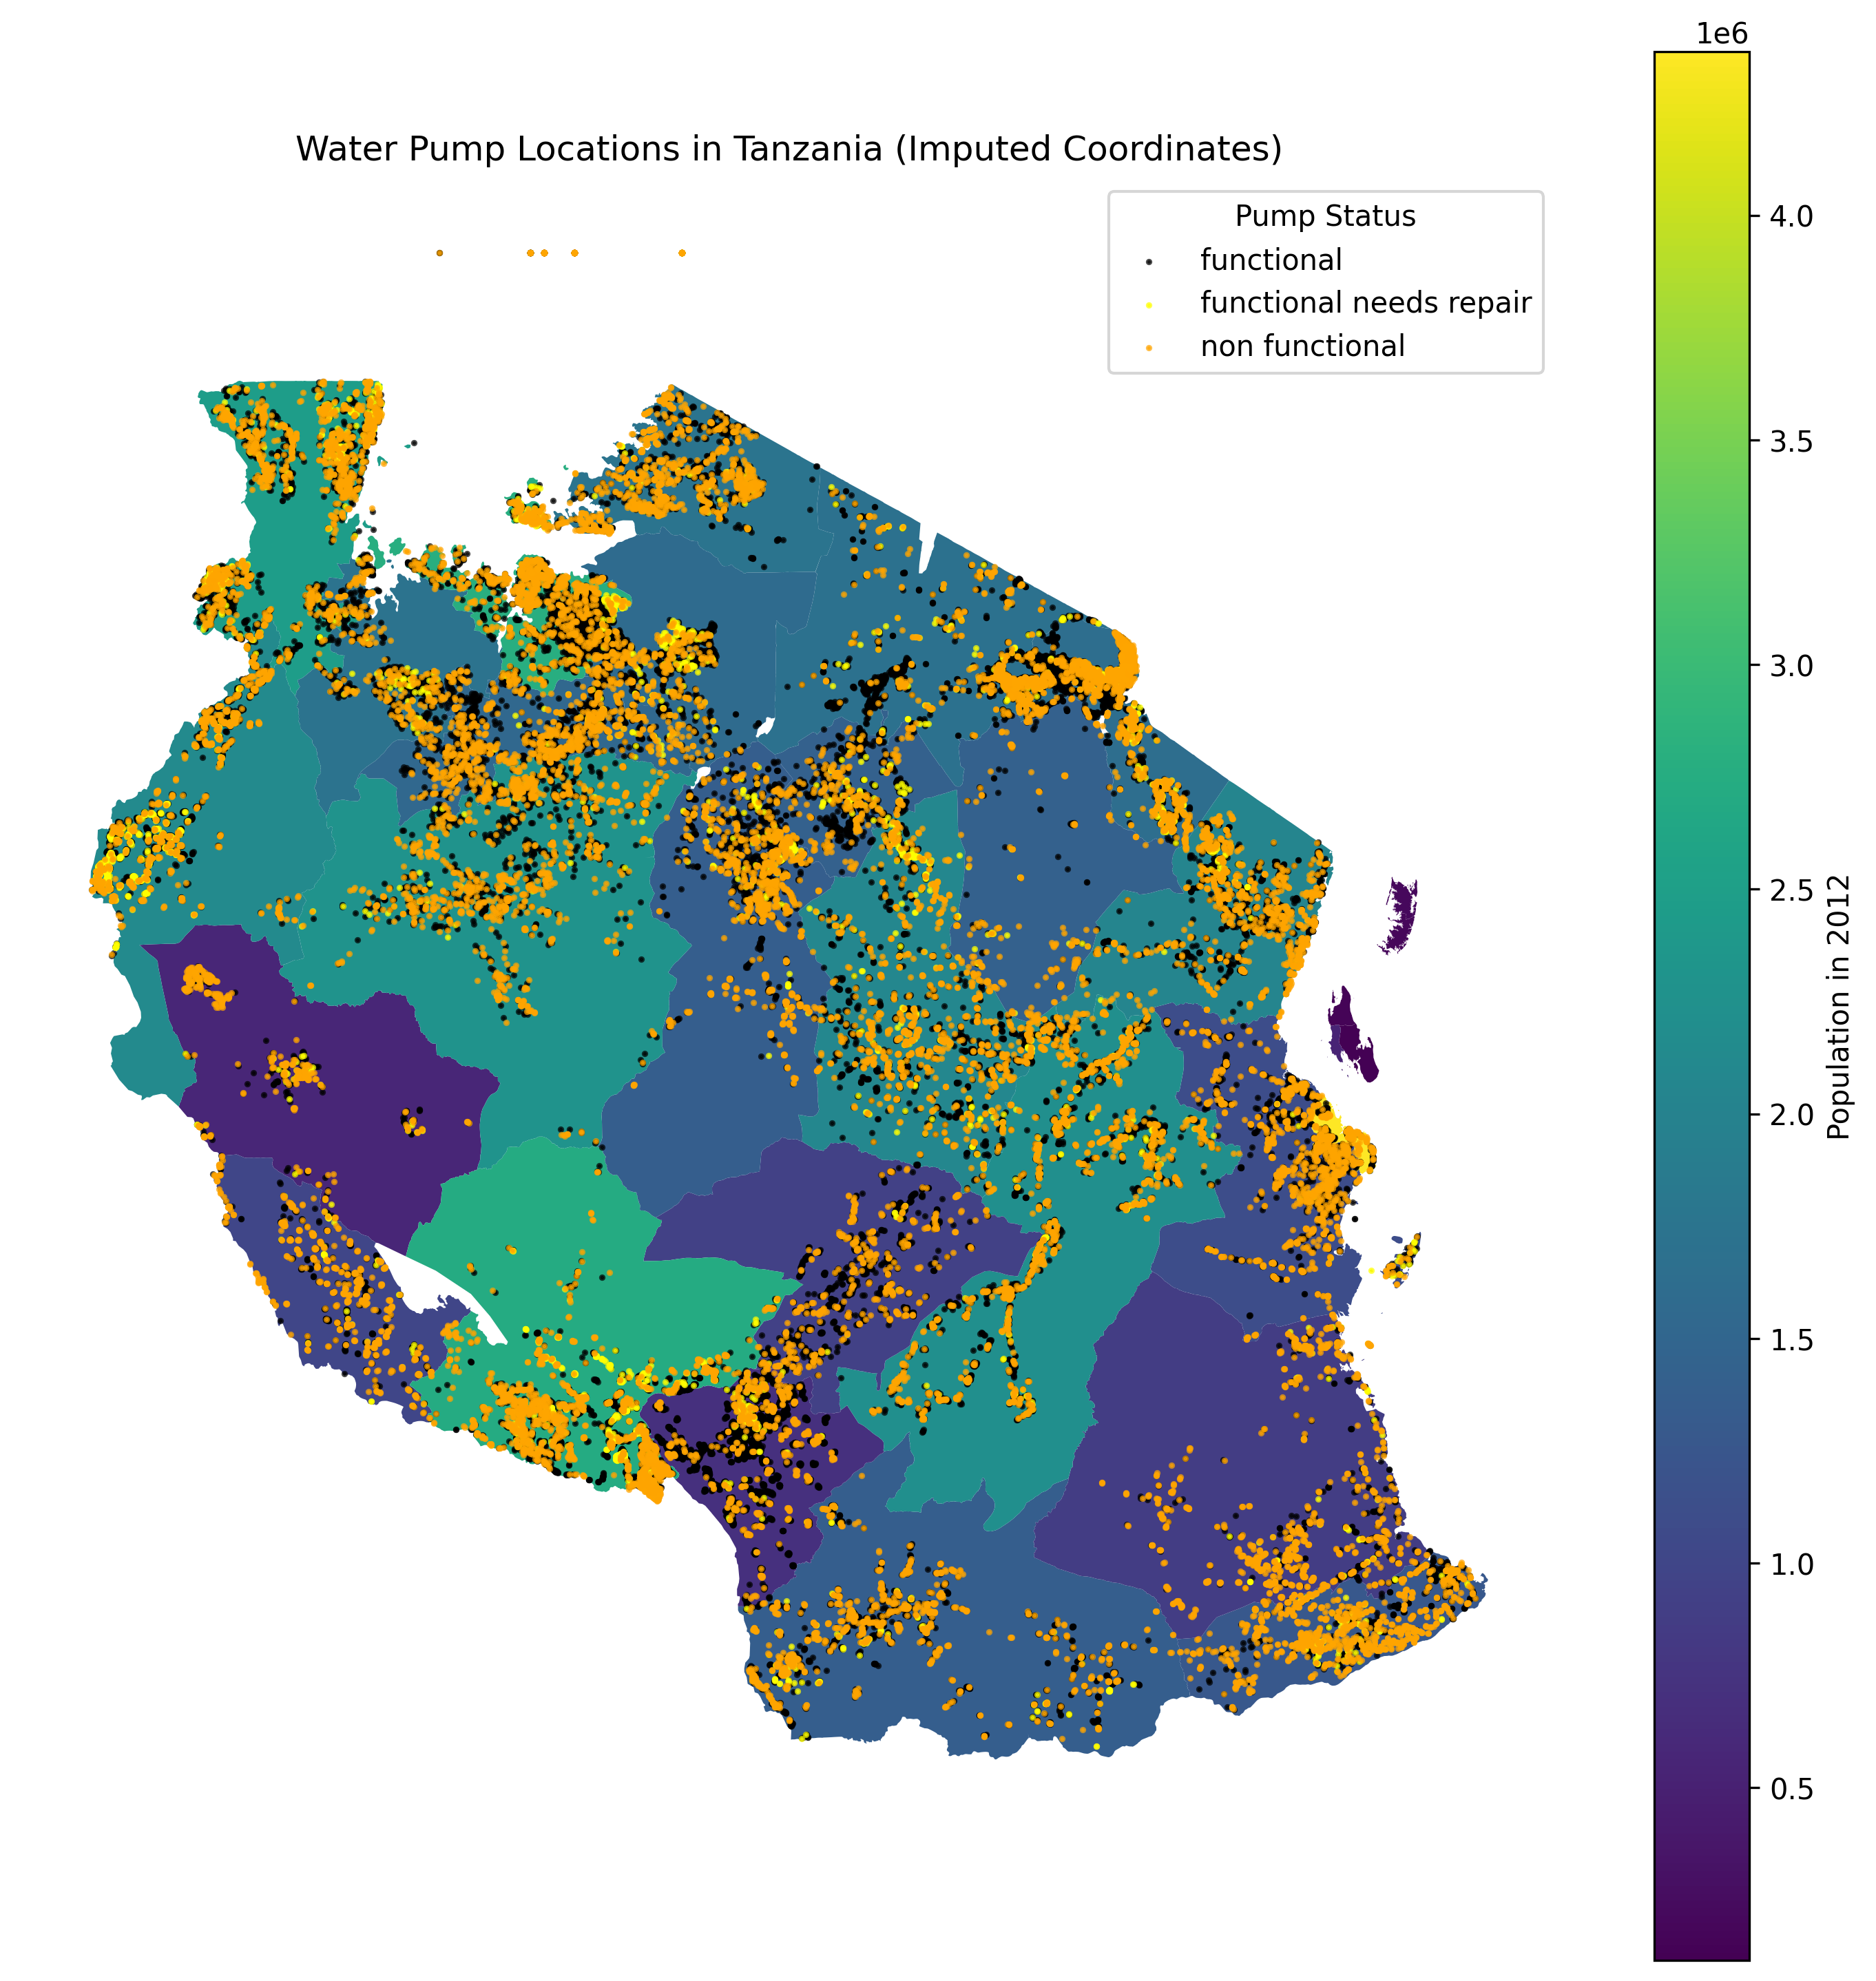 1e6
Water Pump Locations in Tanzania (Imputed Coordinates)
Pump Status
functional
functional needs repair
non functional
4.0
3.5
3.0
2.5
2.0
1.5
1.0
0.5
Population in 2012